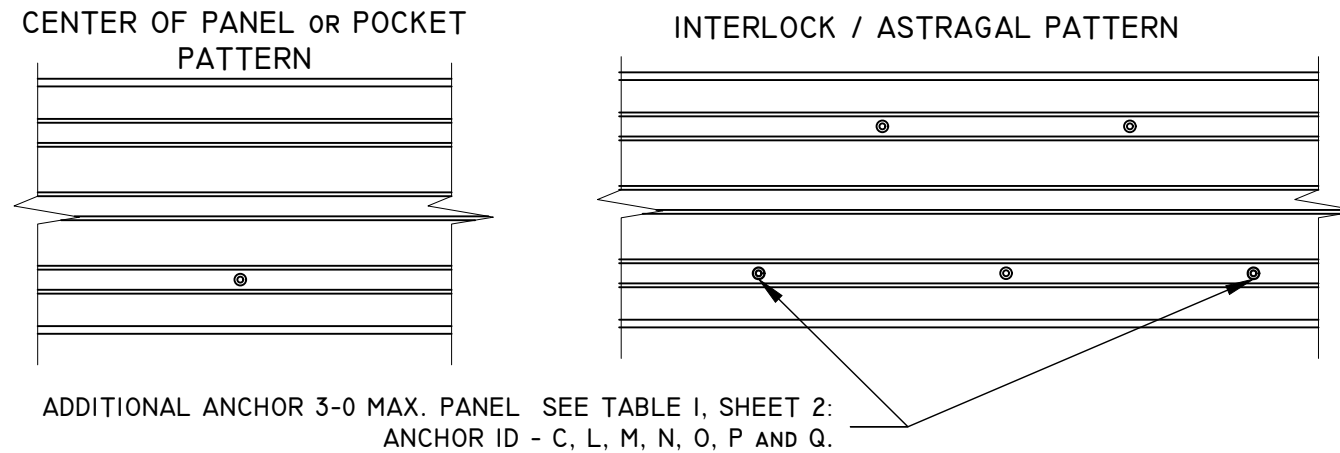 CENTER OF PANEL OR POCKET
PATTERN
INTERLOCK / ASTRAGAL PATTERN
ADDITIONAL ANCHOR 3-0 MAX. PANEL SEE TABLE 1, SHEET 2:
ANCHOR ID - C, L, M, N, O, P AND Q.